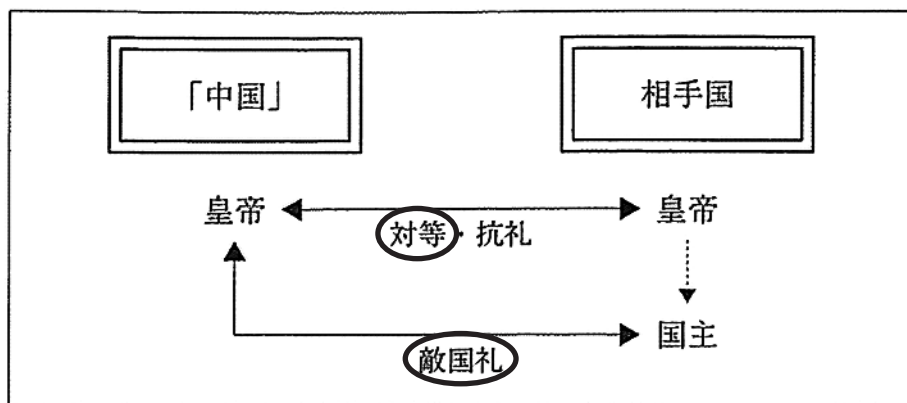 「中国」 相手国
皇帝 皇帝
対等・抗礼
国主
敵国礼